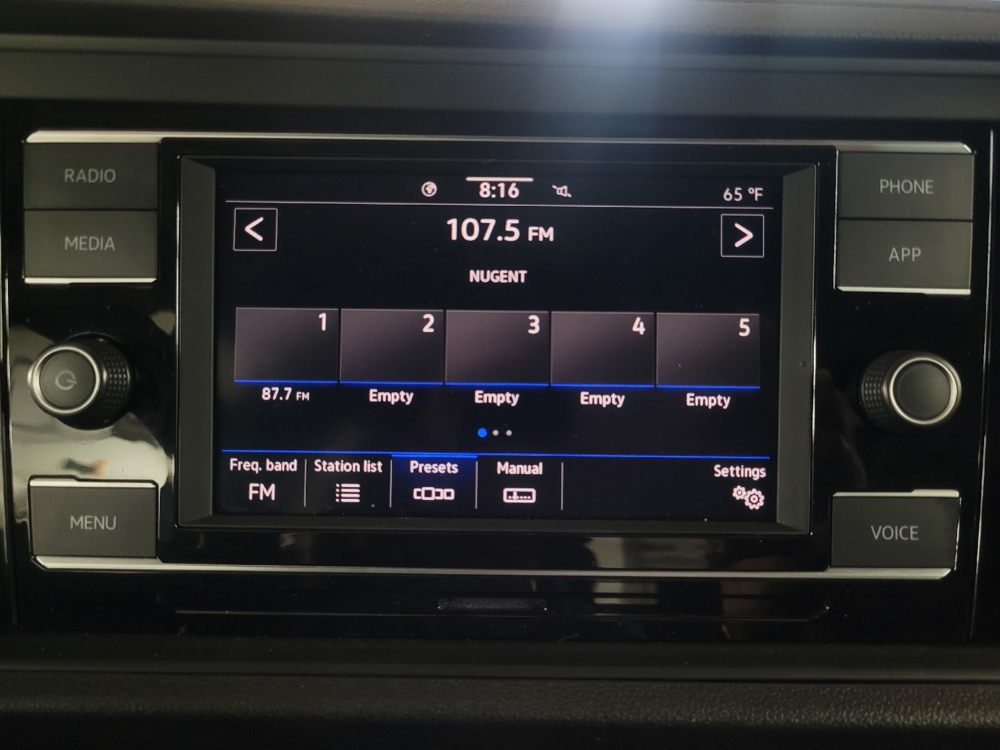 RADIO
MEDIA
MENU
8:16
65 °F
107.5 FM
NUGENT
1 2 3 4 5
87.7 FM Empty Empty Empty Empty
Freq. band Station list Presets Manual Settings
FM
PHONE
APP
VOICE